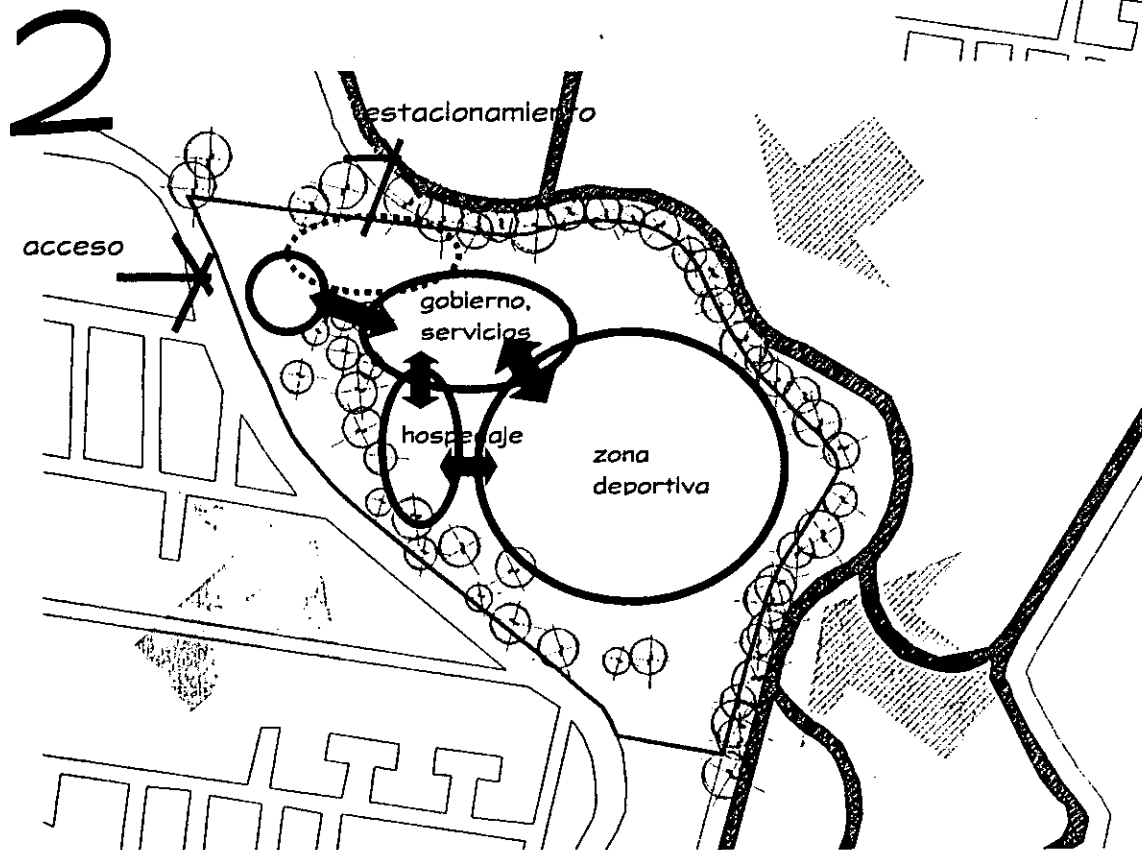 2
estacionamiento
acceso
gobierno,
servicios
hospedaje
zona
deportiva